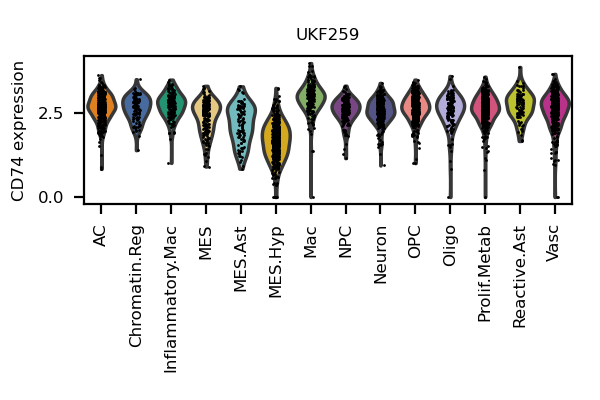 UKF259
CD74 expression
2.5
0.0
AC
Chromatin.Reg
Inflammatory.Mac
MES
MES.Ast
MES.Hyp
Mac
NPC
Neuron
OPC
Oligo
Prolif.Metab
Reactive.Ast
Vasc